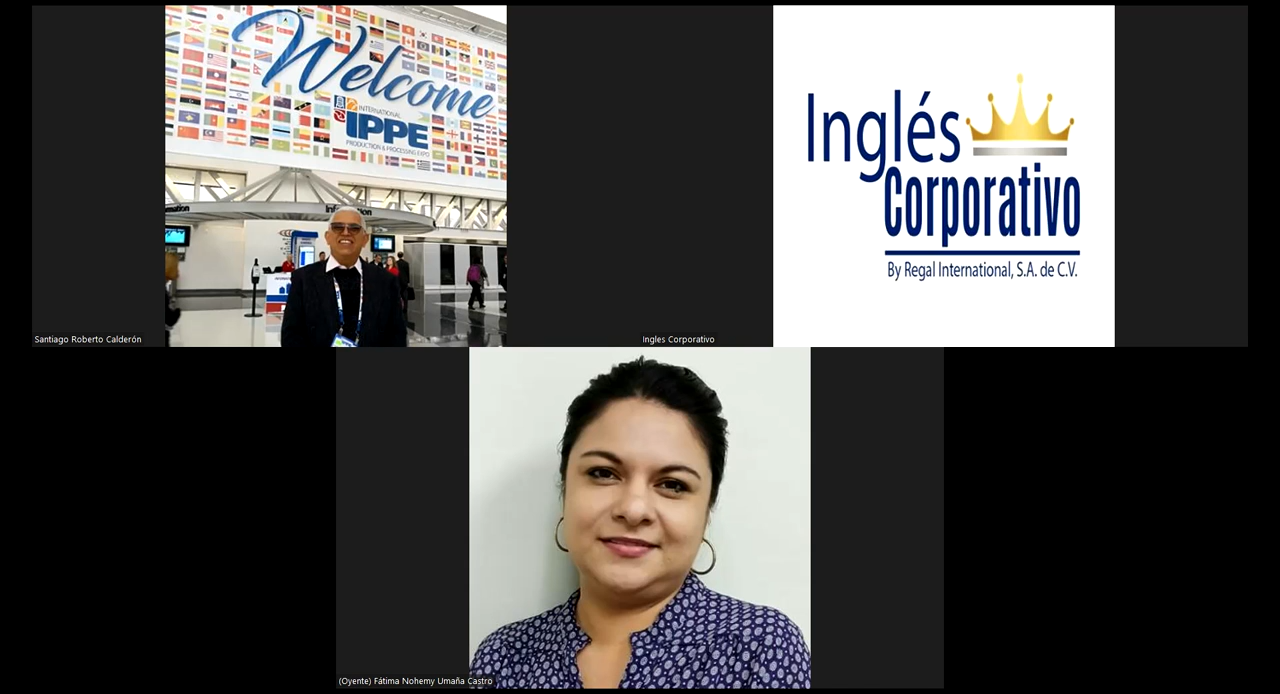 Welcome
INTERNATIONAL
IPPE
PRODUCTION & PROCESSING EXPO
Information
Santiago Roberto Calderón
Inglés
Corporativo
By Regal International, S.A. de C.V.
Ingles Corporativo
(Oyente) Fátima Nohemy Umaña Castro